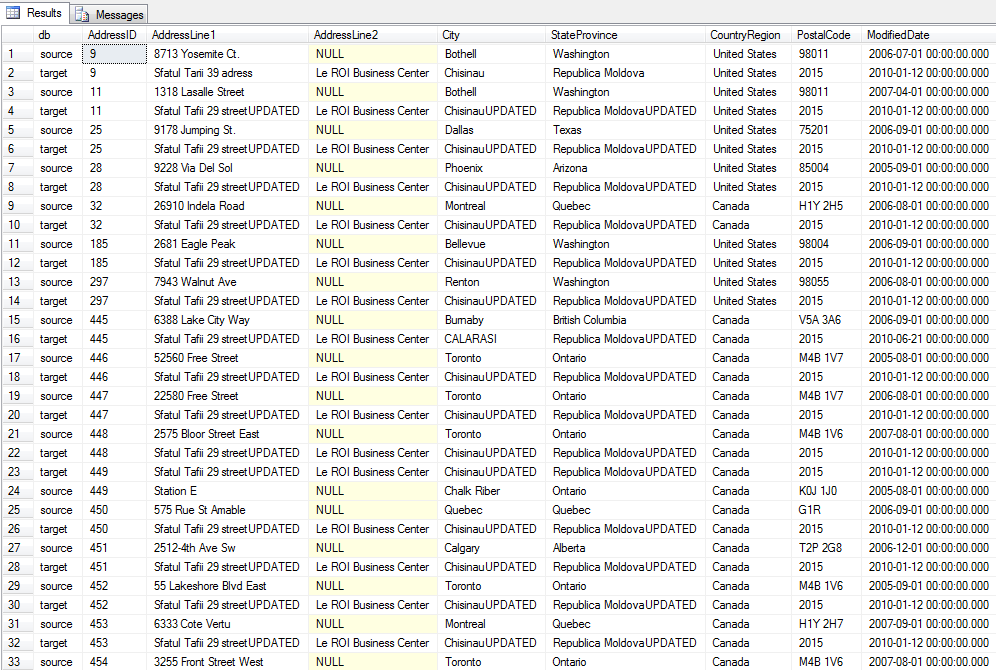 Results Messages
db AddressID AddressLine1 AddressLine2 City StateProvince CountryRegion PostalCode ModifiedDate
1 source 9 8713 Yosemite Ct. NULL Bothell Washington United States 98011 2006-07-01 00:00:00.000
2 target 9 Sfatul Tarii 39 adress Le ROI Business Center Chisinau Republica Moldova United States 2015 2010-01-12 00:00:00.000
3 source 11 1318 Lasalle Street NULL Bothell Washington United States 98011 2007-04-01 00:00:00.000
4 target 11 Sfatul Tafii 29 streetUPDATED Le ROI Business Center ChisinauUPDATED Republica MoldovaUPDATED United States 2015 2010-01-12 00:00:00.000
5 source 25 9178 Jumping St. NULL Dallas Texas United States 75201 2006-09-01 00:00:00.000
6 target 25 Sfatul Tafii 29 streetUPDATED Le ROI Business Center ChisinauUPDATED Republica MoldovaUPDATED United States 2015 2010-01-12 00:00:00.000
7 source 28 9228 Via Del Sol NULL Phoenix Arizona United States 85004 2005-09-01 00:00:00.000
8 target 28 Sfatul Tafii 29 streetUPDATED Le ROI Business Center ChisinauUPDATED Republica MoldovaUPDATED United States 2015 2010-01-12 00:00:00.000
9 source 32 26910 Indela Road NULL Montreal Quebec Canada H1Y 2H5 2006-08-01 00:00:00.000
10 target 32 Sfatul Tafii 29 streetUPDATED Le ROI Business Center ChisinauUPDATED Republica MoldovaUPDATED Canada 2015 2010-01-12 00:00:00.000
11 source 185 2681 Eagle Peak NULL Bellevue Washington United States 98004 2006-09-01 00:00:00.000
12 target 185 Sfatul Tafii 29 streetUPDATED Le ROI Business Center ChisinauUPDATED Republica MoldovaUPDATED United States 2015 2010-01-12 00:00:00.000
13 source 297 7943 Walnut Ave NULL Renton Washington United States 98055 2006-08-01 00:00:00.000
14 target 297 Sfatul Tafii 29 streetUPDATED Le ROI Business Center ChisinauUPDATED Republica MoldovaUPDATED United States 2015 2010-01-12 00:00:00.000
15 source 445 6388 Lake City Way NULL Burnaby British Columbia Canada V5A 3A6 2006-09-01 00:00:00.000
16 target 445 Sfatul Tafii 29 streetUPDATED Le ROI Business Center CALARASI Republica MoldovaUPDATED Canada 2015 2010-06-21 00:00:00.000
17 source 446 52560 Free Street NULL Toronto Ontario Canada M4B 1V7 2005-08-01 00:00:00.000
18 target 446 Sfatul Tafii 29 streetUPDATED Le ROI Business Center ChisinauUPDATED Republica MoldovaUPDATED Canada 2015 2010-01-12 00:00:00.000
19 source 447 22580 Free Street NULL Toronto Ontario Canada M4B 1V7 2006-08-01 00:00:00.000
20 target 447 Sfatul Tafii 29 streetUPDATED Le ROI Business Center ChisinauUPDATED Republica MoldovaUPDATED Canada 2015 2010-01-12 00:00:00.000
21 source 448 2575 Bloor Street East NULL Toronto Ontario Canada M4B 1V6 2007-08-01 00:00:00.000
22 target 448 Sfatul Tafii 29 streetUPDATED Le ROI Business Center ChisinauUPDATED Republica MoldovaUPDATED Canada 2015 2010-01-12 00:00:00.000
23 target 449 Sfatul Tafii 29 streetUPDATED Le ROI Business Center ChisinauUPDATED Republica MoldovaUPDATED Canada 2015 2010-01-12 00:00:00.000
24 source 449 Station E NULL Chalk Riber Ontario Canada K0J 1J0 2005-08-01 00:00:00.000
25 source 450 575 Rue St Amable NULL Quebec Quebec Canada G1R 2006-09-01 00:00:00.000
26 target 450 Sfatul Tafii 29 streetUPDATED Le ROI Business Center ChisinauUPDATED Republica MoldovaUPDATED Canada 2015 2010-01-12 00:00:00.000
27 source 451 2512-4th Ave Sw NULL Calgary Alberta Canada T2P 2G8 2006-12-01 00:00:00.000
28 target 451 Sfatul Tafii 29 streetUPDATED Le ROI Business Center ChisinauUPDATED Republica MoldovaUPDATED Canada 2015 2010-01-12 00:00:00.000
29 source 452 55 Lakeshore Blvd East NULL Toronto Ontario Canada M4B 1V6 2005-09-01 00:00:00.000
30 target 452 Sfatul Tafii 29 streetUPDATED Le ROI Business Center ChisinauUPDATED Republica MoldovaUPDATED Canada 2015 2010-01-12 00:00:00.000
31 source 453 6333 Cote Vertu NULL Montreal Quebec Canada H1Y 2H7 2007-09-01 00:00:00.000
32 target 453 Sfatul Tafii 29 streetUPDATED Le ROI Business Center ChisinauUPDATED Republica MoldovaUPDATED Canada 2015 2010-01-12 00:00:00.000
33 source 454 3255 Front Street West NULL Toronto Ontario Canada M4B 1V6 2007-08-01 00:00:00.000